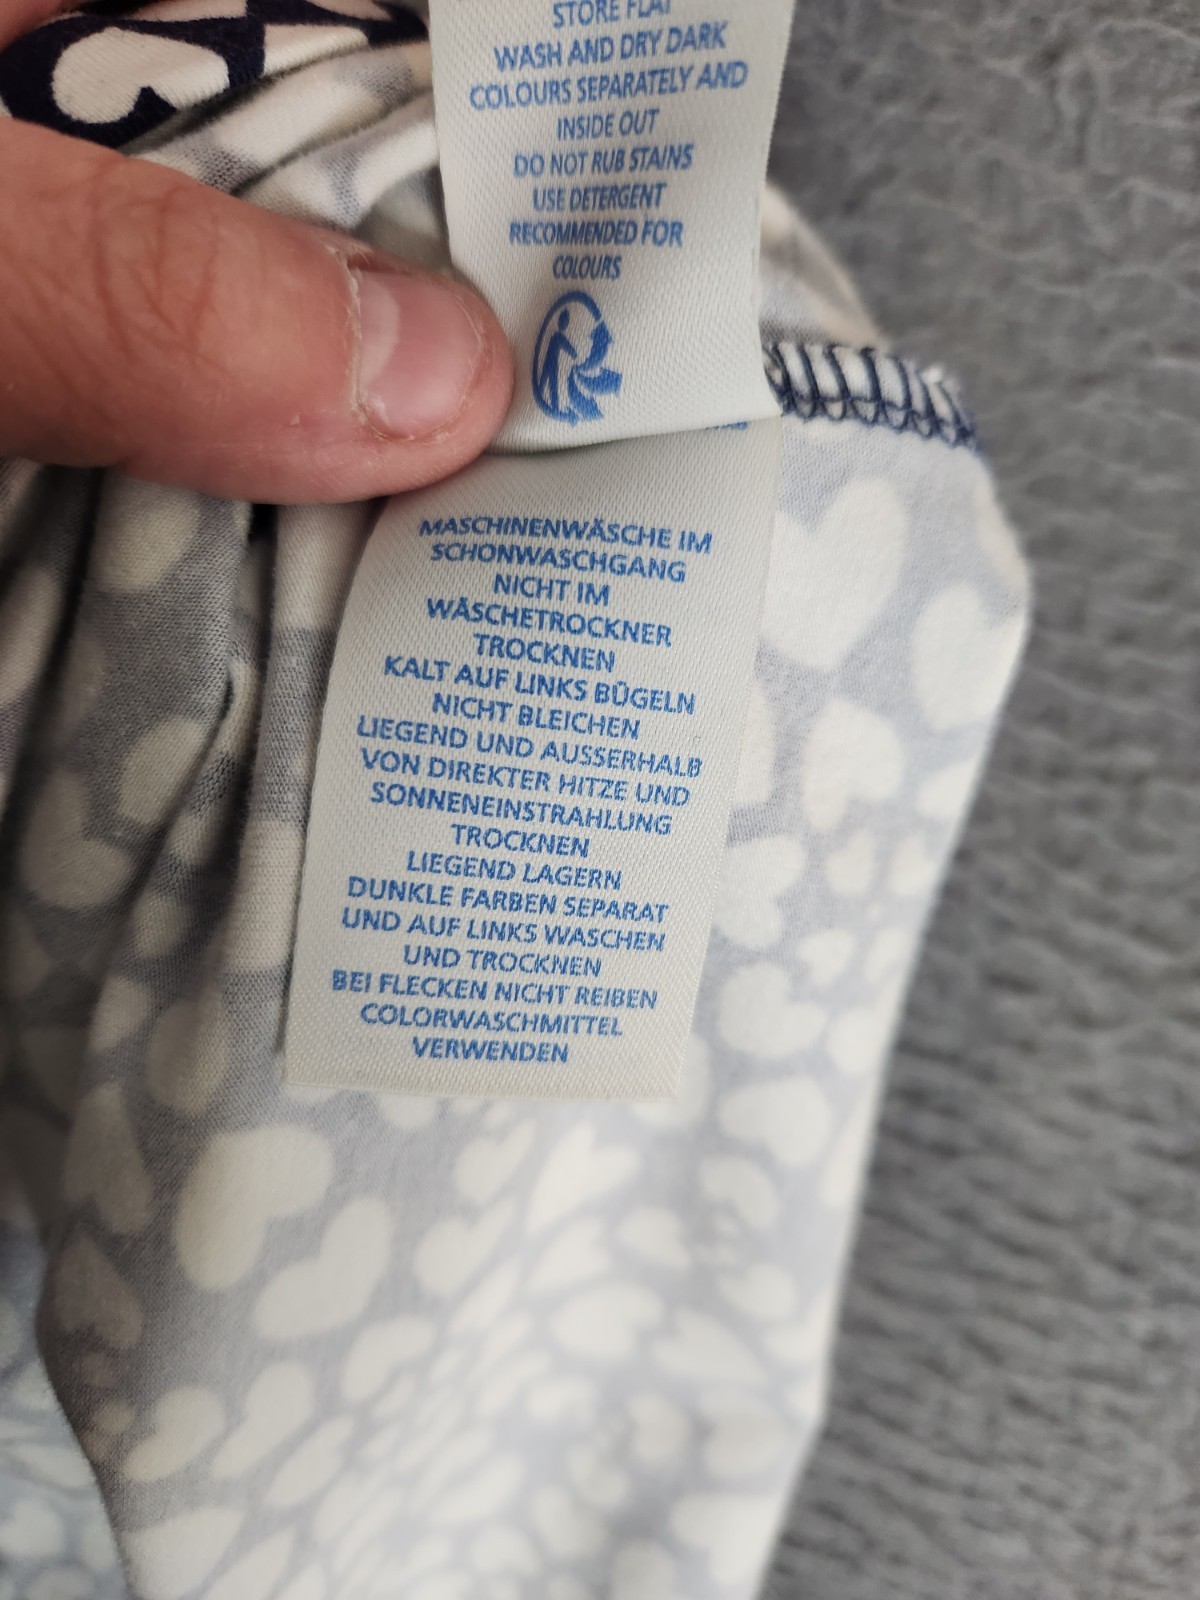 STORE FLAT
WASH AND DRY DARK
COLOURS SEPARATELY AND
INSIDE OUT
DO NOT RUB STAINS
USE DETERGENT
RECOMMENDED FOR
COLOURS
MASCHINENWÄSCHE IM
SCHONWASCHGANG
NICHT IM
WÄSCHETROCKNER
TROCKNEN
KALT AUF LINKS BÜGELN
NICHT BLEICHEN
LIEGEND UND AUSSERHALB
VON DIREKTER HITZE UND
SONNENEINSTRAHLUNG
TROCKNEN
LIEGEND LAGERN
DUNKLE FARBEN SEPARAT
UND AUF LINKS WASCHEN
UND TROCKNEN
BEI FLECKEN NICHT REIBEN
COLORWASCHMITTEL
VERWENDEN